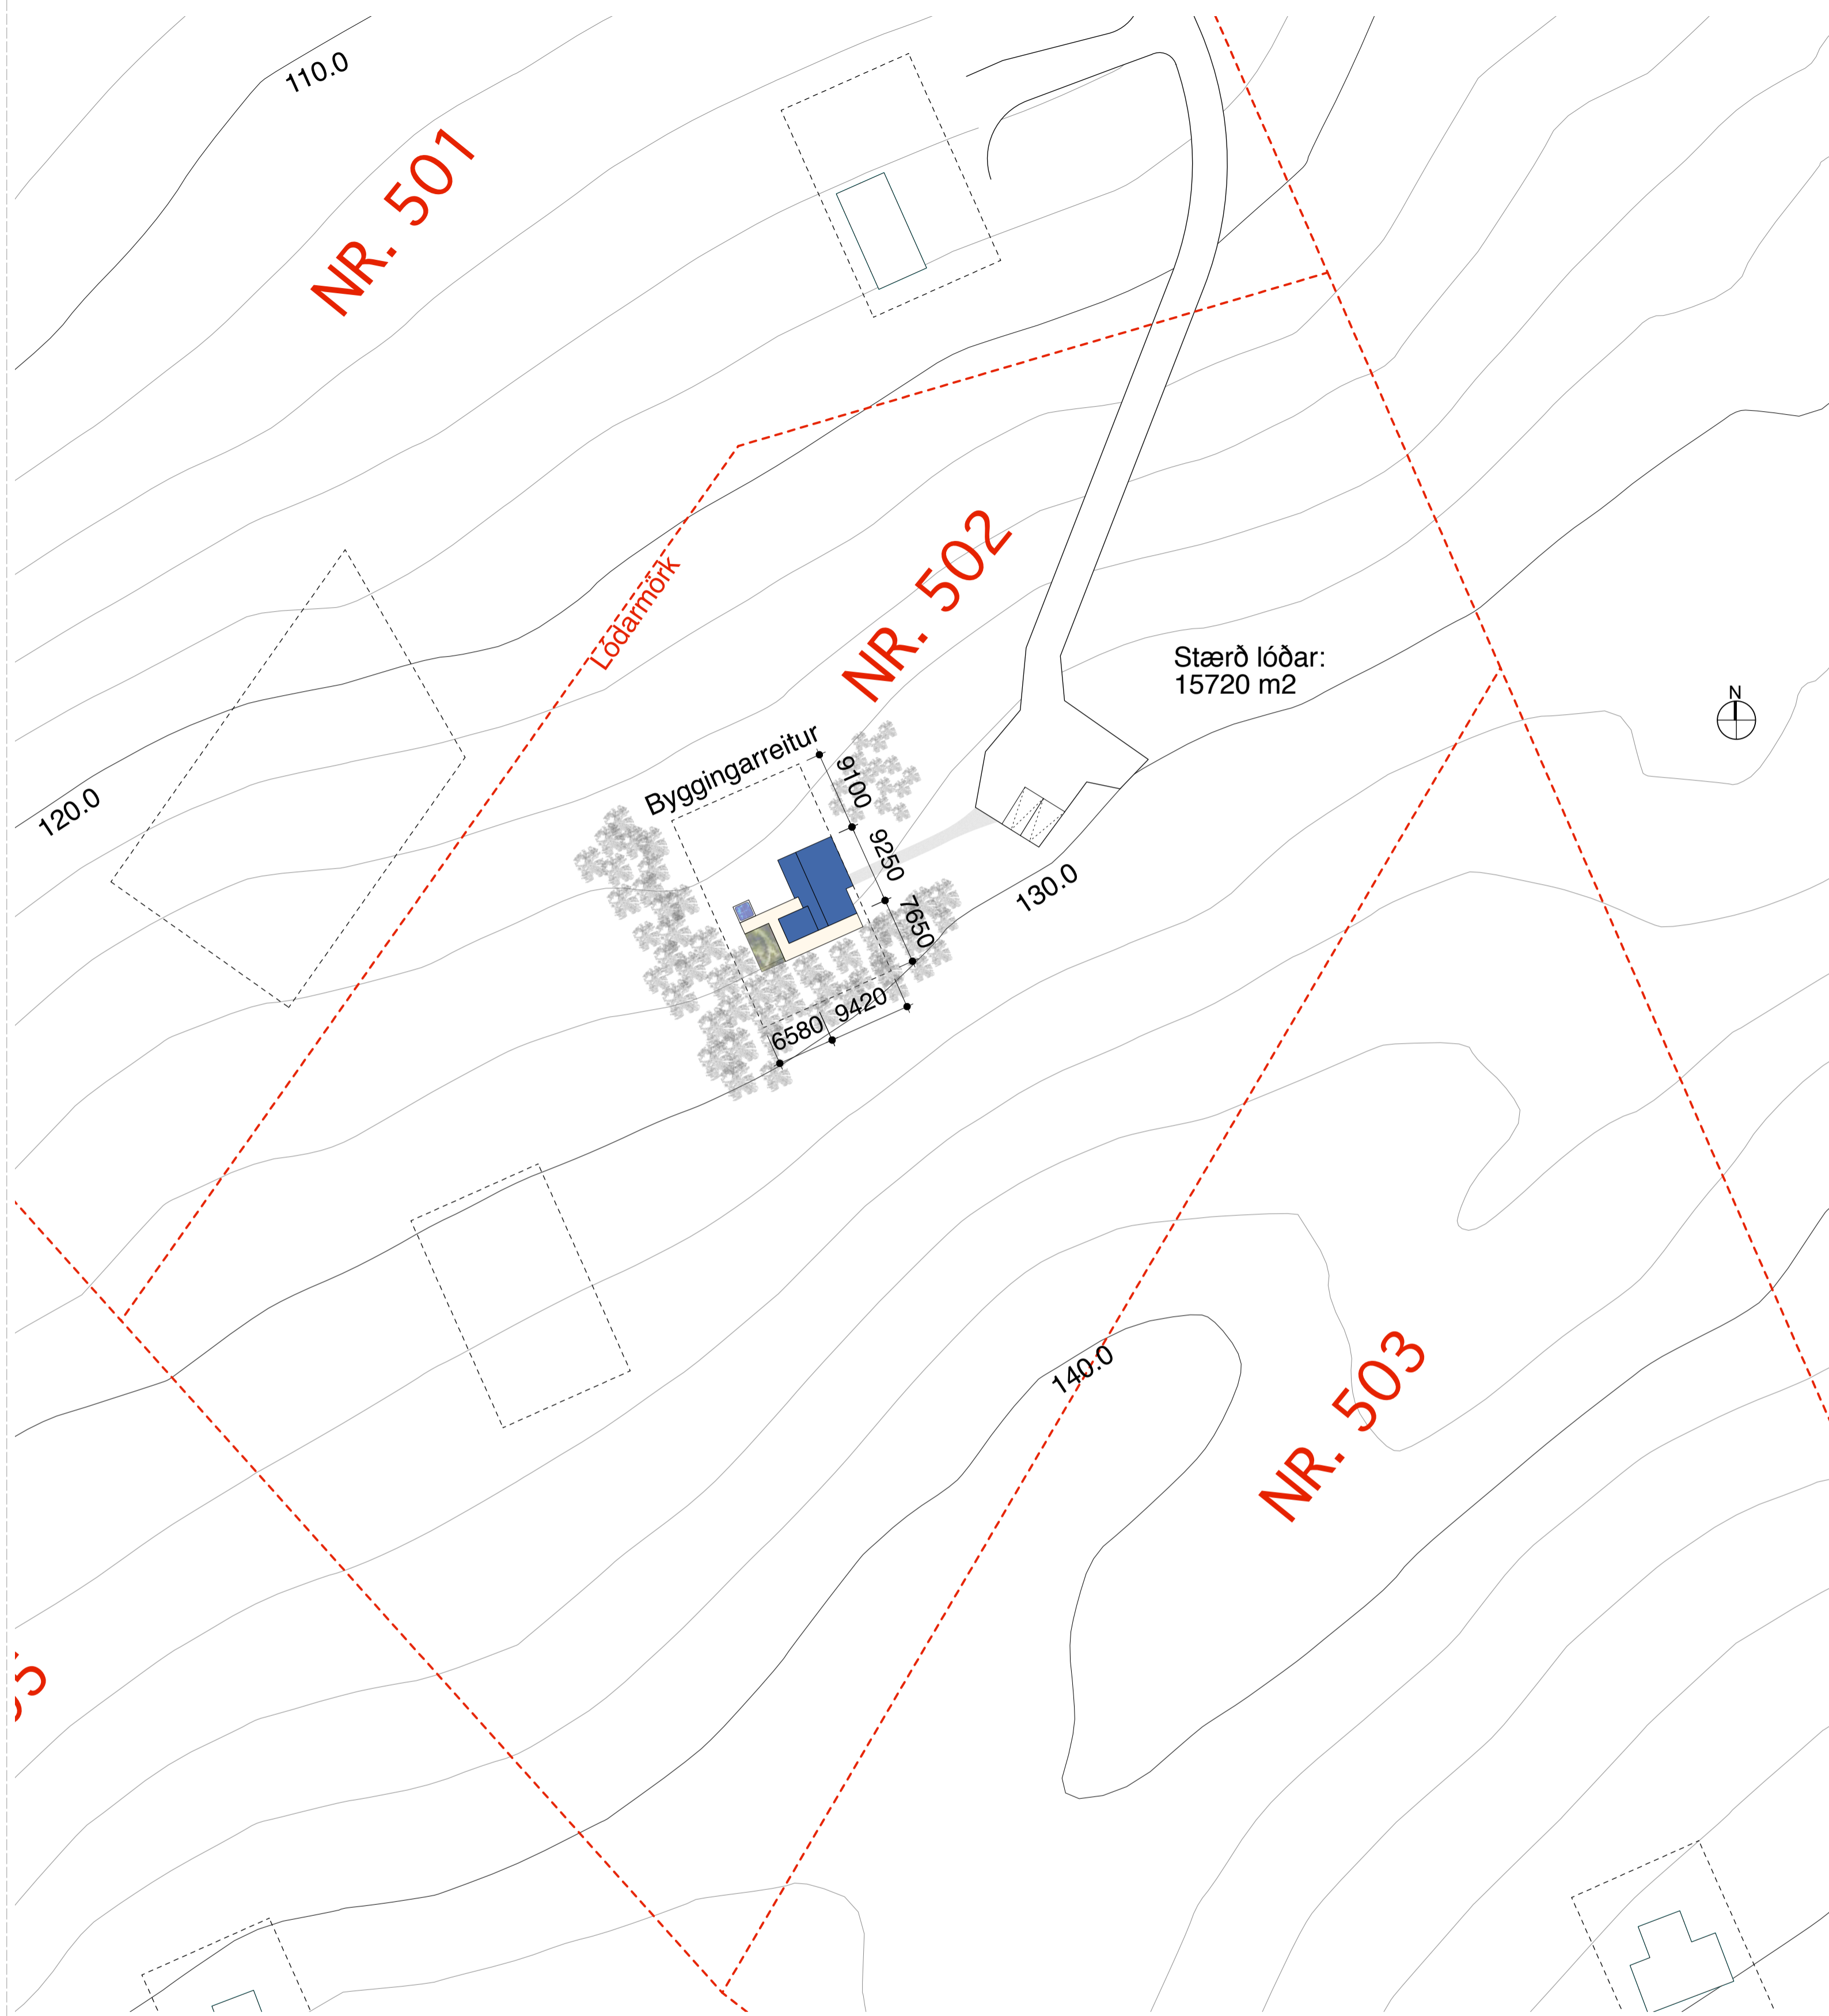 110.0
NR. 501
Lóðarmörk
NR. 502
Stærð lóðar:
15720 m2
N
Byggingarreitur
9100
9250
7650
120.0
130.0
9420
6580
140.0
NR. 503